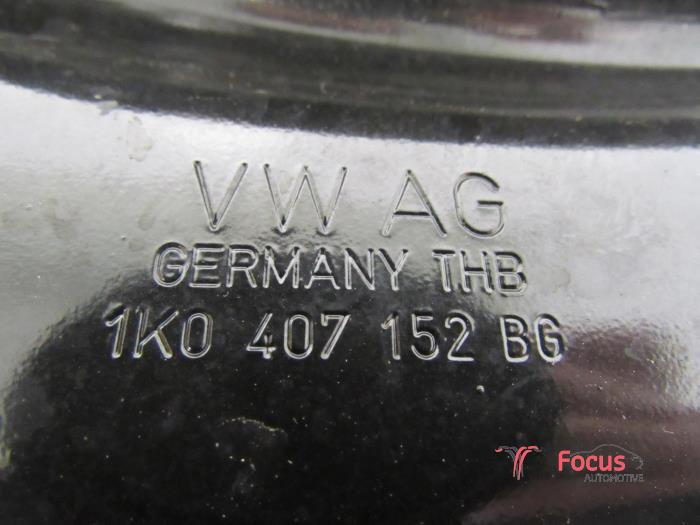 VW AG
GERMANY THB
1K0 407 152 BG
Focus
AUTOMOTIVE